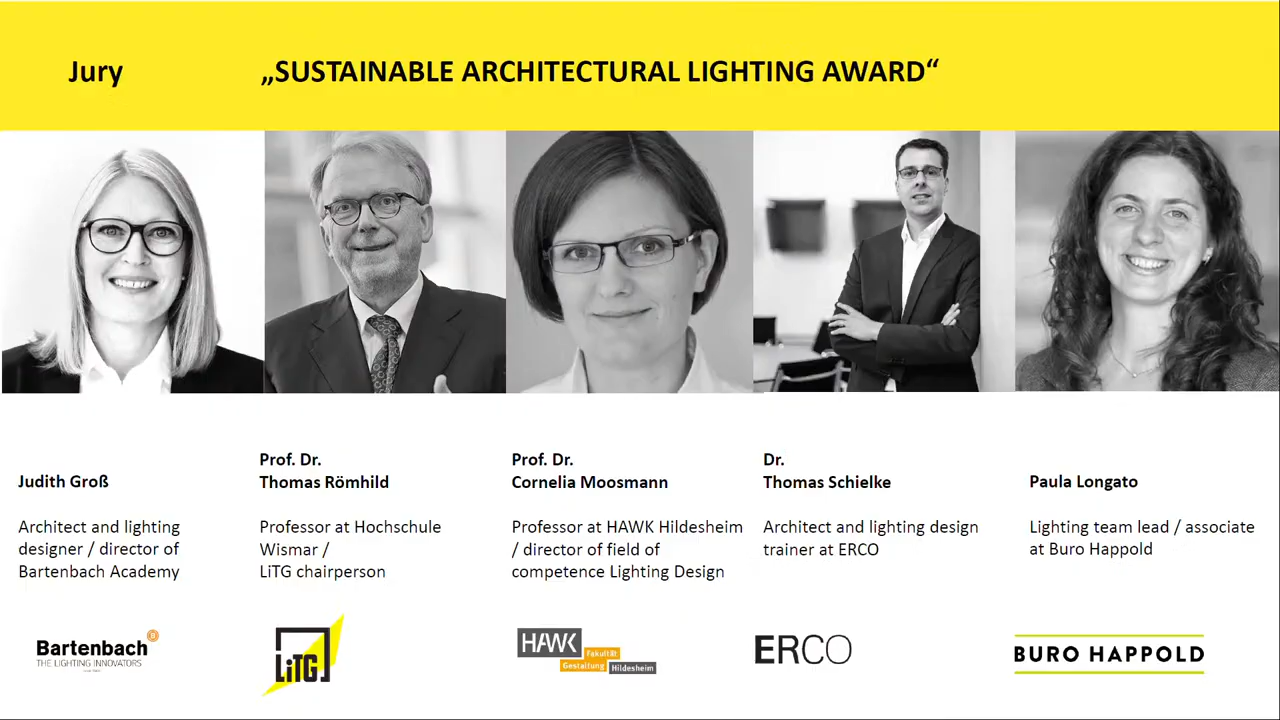 Jury
„SUSTAINABLE ARCHITECTURAL LIGHTING AWARD“
Judith Groß
Architect and lighting
designer / director of
Bartenbach Academy
Prof. Dr.
Thomas Römhild
Professor at Hochschule
Wismar /
LiTG chairperson
Prof. Dr.
Cornelia Moosmann
Professor at HAWK Hildesheim
/ director of field of
competence Lighting Design
Dr.
Thomas Schielke
Architect and lighting design
trainer at ERCO
Paula Longato
Lighting team lead / associate
at Buro Happold
Bartenbach
THE LIGHTING INNOVATORS
LiTG
HAWK
Fakultät
Gestaltung
Hildesheim
ERCO
BURO HAPPOLD